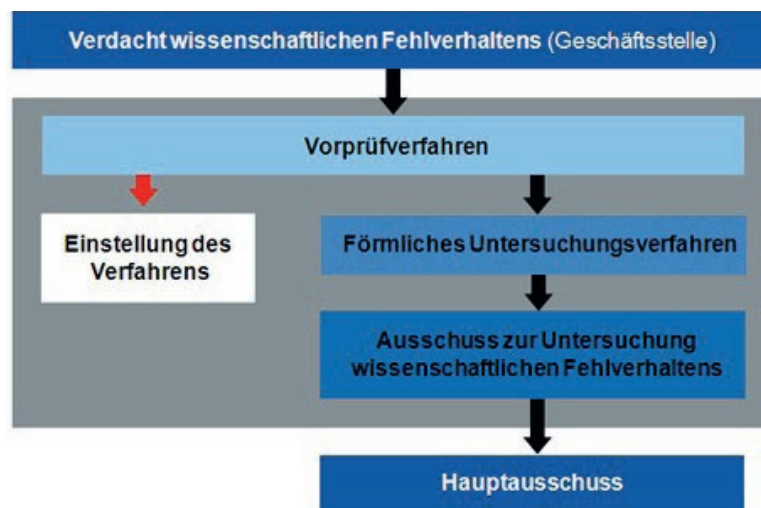 Verdacht wissenschaftlichen Fehlverhaltens (Geschäftsstelle)
Vorprüfverfahren
Einstellung des
Verfahrens
Förmliches Untersuchungsverfahren
Ausschuss zur Untersuchung
wissenschaftlichen Fehlverhaltens
Hauptausschuss